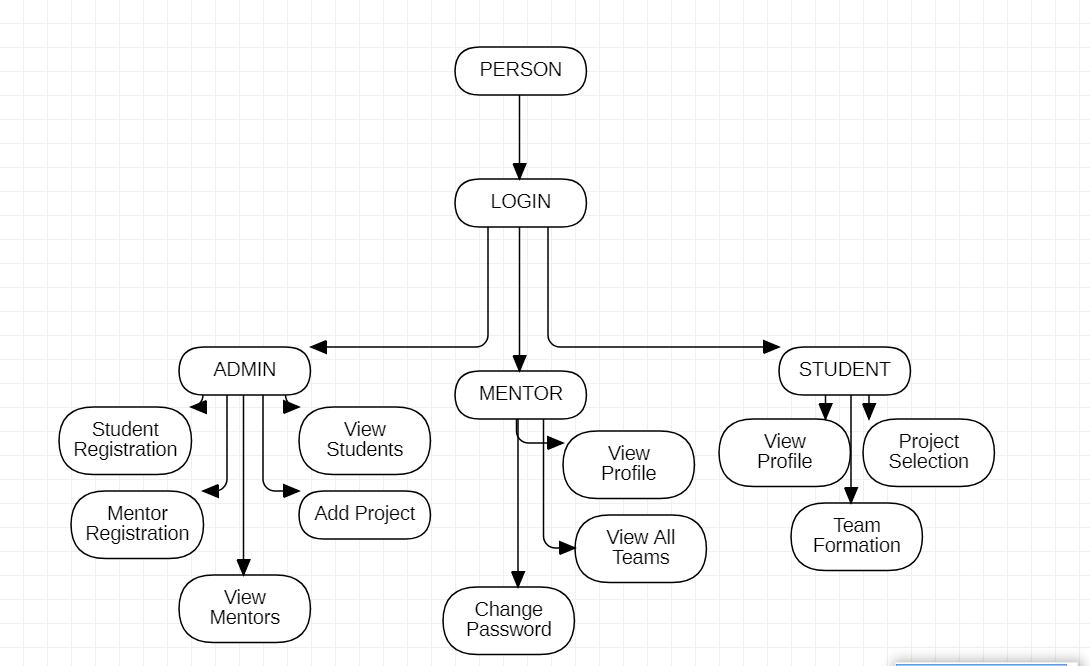 PERSON
LOGIN
ADMIN
MENTOR
STUDENT
Student
Registration
View
Students
Mentor
Registration
Add Project
View
Mentors
View
Profile
View All
Teams
Change
Password
View
Profile
Project
Selection
Team
Formation